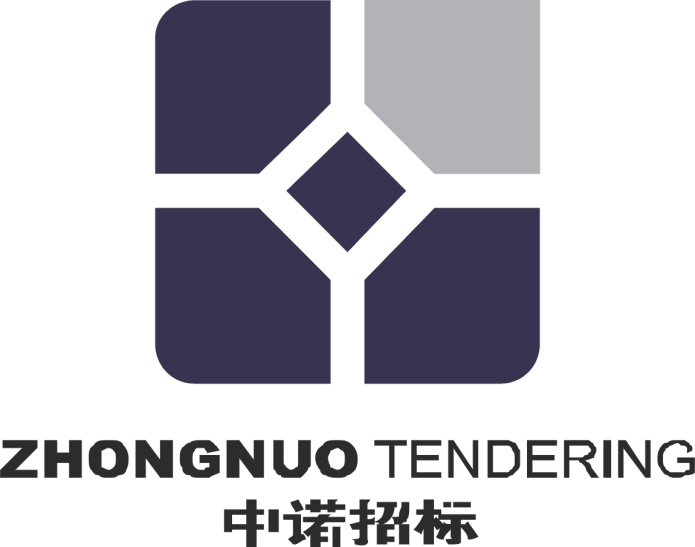 ZHONGNUO TENDERING
中诺招标